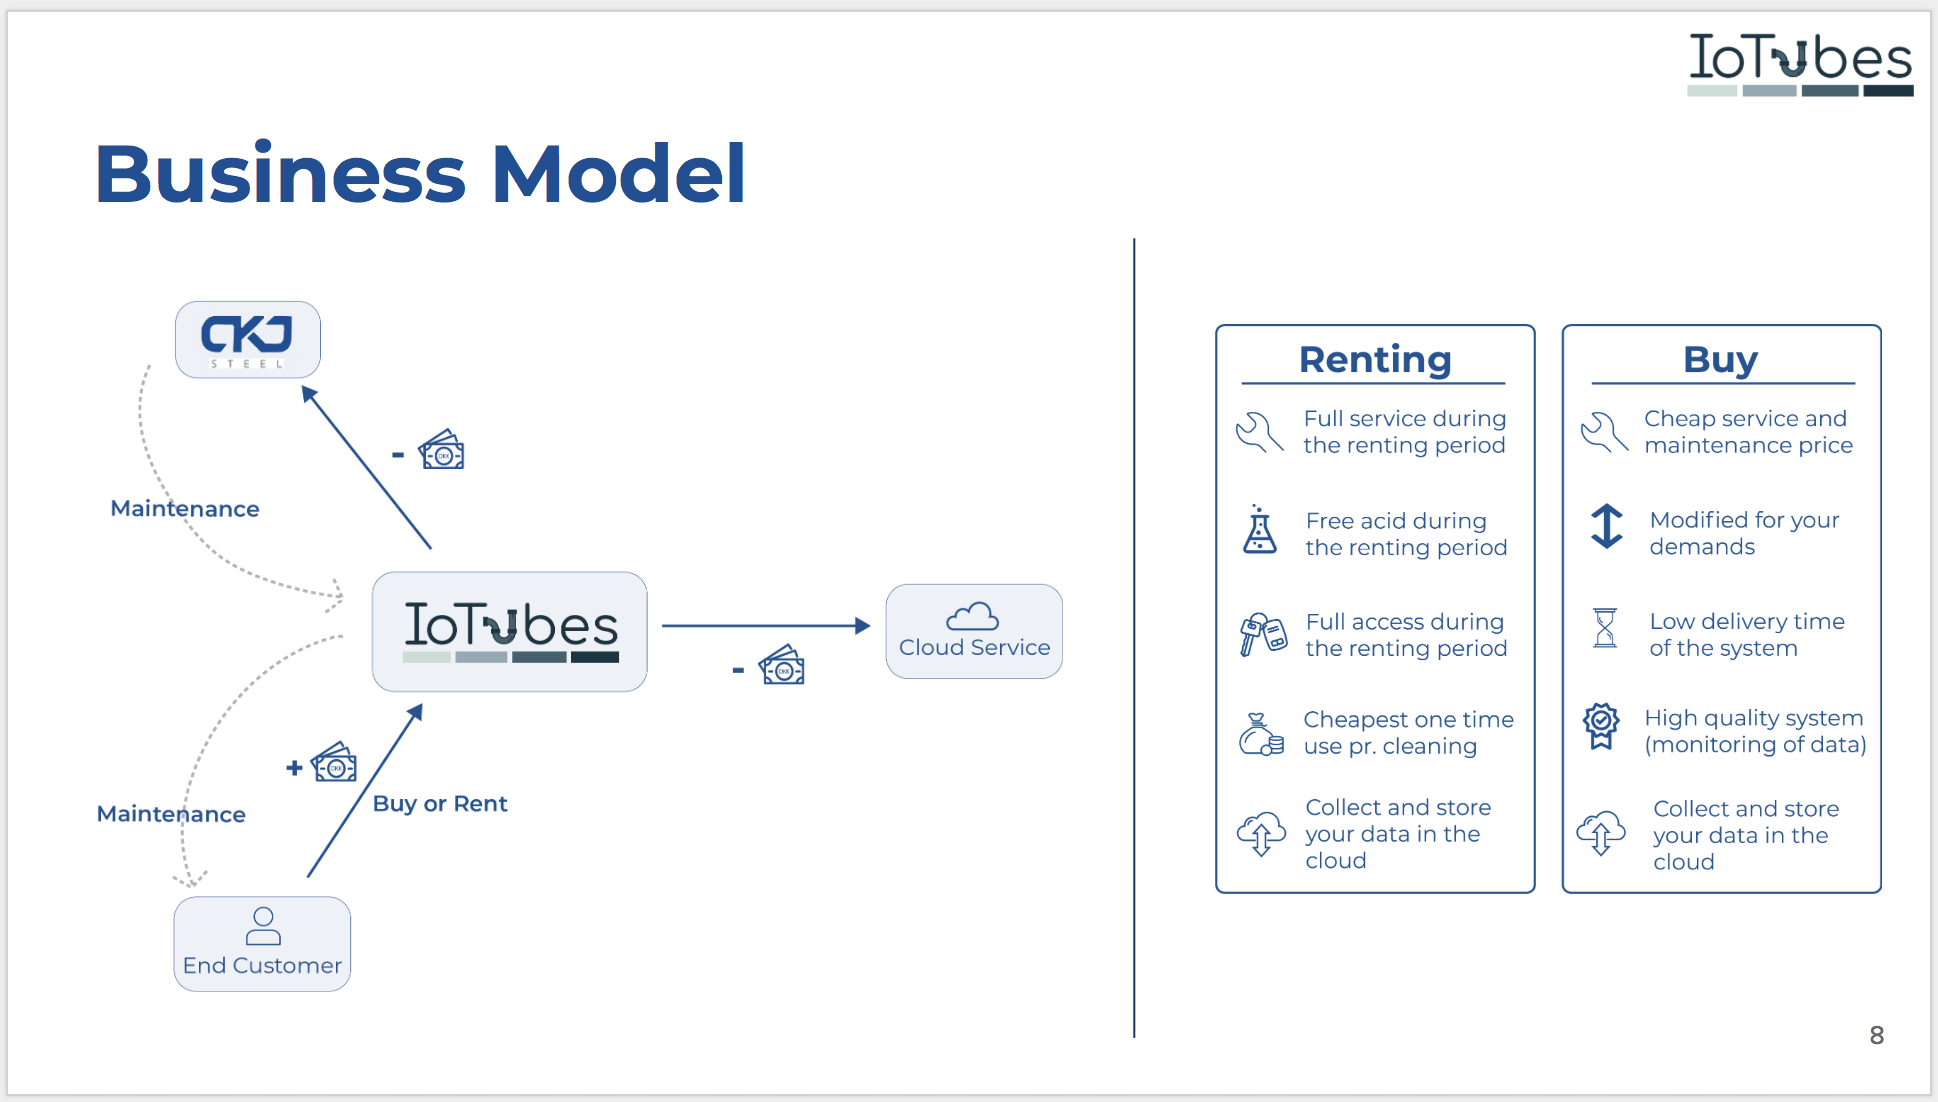 IoTubes
Business Model
CKJ
STEEL
-
Maintenance
IoTubes
Cloud Service
-
+
Buy or Rent
Maintenance
End Customer
Renting
Full service during
the renting period
Free acid during
the renting period
Full access during
the renting period
Cheapest one time
use pr. cleaning
Collect and store
your data in the
cloud
Buy
Cheap service and
maintenance price
Modified for your
demands
Low delivery time
of the system
High quality system
(monitoring of data)
Collect and store
your data in the
cloud
8